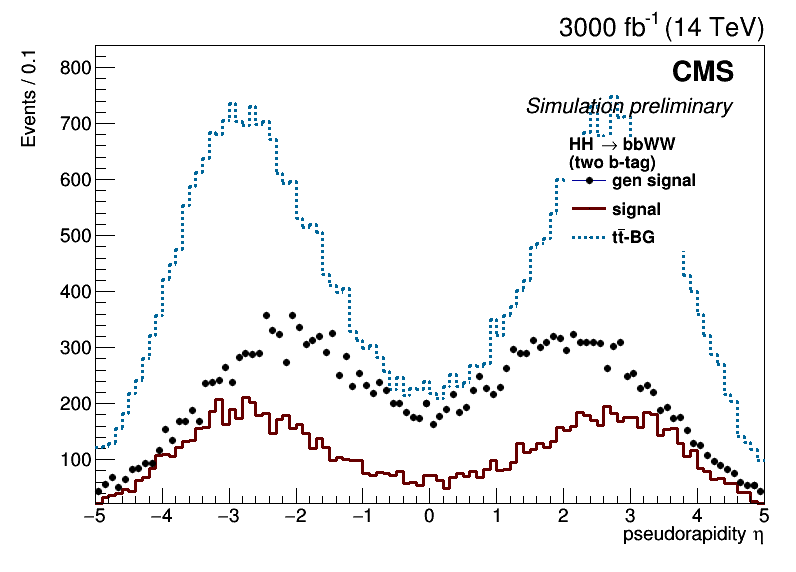 3000 fb⁻¹ (14 TeV)
CMS
Simulation preliminary
HH → bbWW
(two b-tag)
gen signal
signal
tt̄-BG
Events / 0.1
800
700
600
500
400
300
200
100
−5 −4 −3 −2 −1 0 1 2 3 4 5
pseudorapidity η